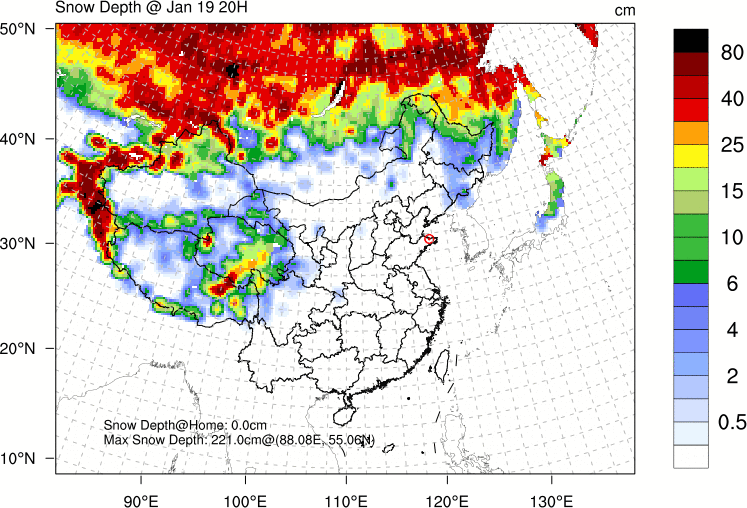 Snow Depth @ Jan 19 20H
cm
50°N
40°N
30°N
20°N
10°N
90°E
100°E
110°E
120°E
130°E
80
40
25
15
10
6
4
2
0.5
Snow Depth@Home: 0.0cm
Max Snow Depth: 221.0cm@(88.08E, 55.06N)